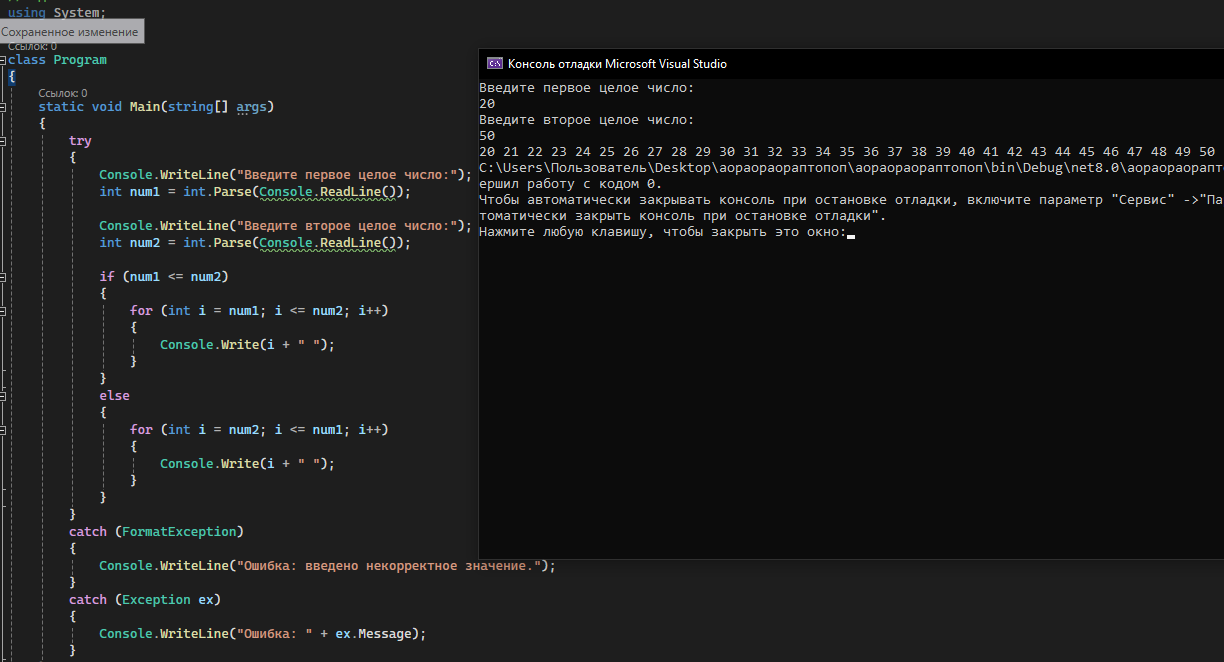 using System;
Сохраненное изменение
Ссылок: 0
class Program
{
Ссылок: 0
static void Main(string[] args)
{
try
{
Console.WriteLine("Введите первое целое число:");
int num1 = int.Parse(Console.ReadLine());
Console.WriteLine("Введите второе целое число:");
int num2 = int.Parse(Console.ReadLine());
if (num1 <= num2)
{
for (int i = num1; i <= num2; i++)
{
Console.Write(i + " ");
}
}
else
{
for (int i = num2; i <= num1; i++)
{
Console.Write(i + " ");
}
}
}
catch (FormatException)
{
Console.WriteLine("Ошибка: введено некорректное значение.");
}
catch (Exception ex)
{
Console.WriteLine("Ошибка: " + ex.Message);
}
Консоль отладки Microsoft Visual Studio
Введите первое целое число:
20
Введите второе целое число:
50
20 21 22 23 24 25 26 27 28 29 30 31 32 33 34 35 36 37 38 39 40 41 42 43 44 45 46 47 48 49 50
C:\Users\Пользователь\Desktop\аораораораптопоп\аораораораптопоп\bin\Debug\net8.0\аораораорапт
ершил работу с кодом 0.
Чтобы автоматически закрывать консоль при остановке отладки, включите параметр "Сервис" ->"Па
томатически закрыть консоль при остановке отладки".
Нажмите любую клавишу, чтобы закрыть это окно: